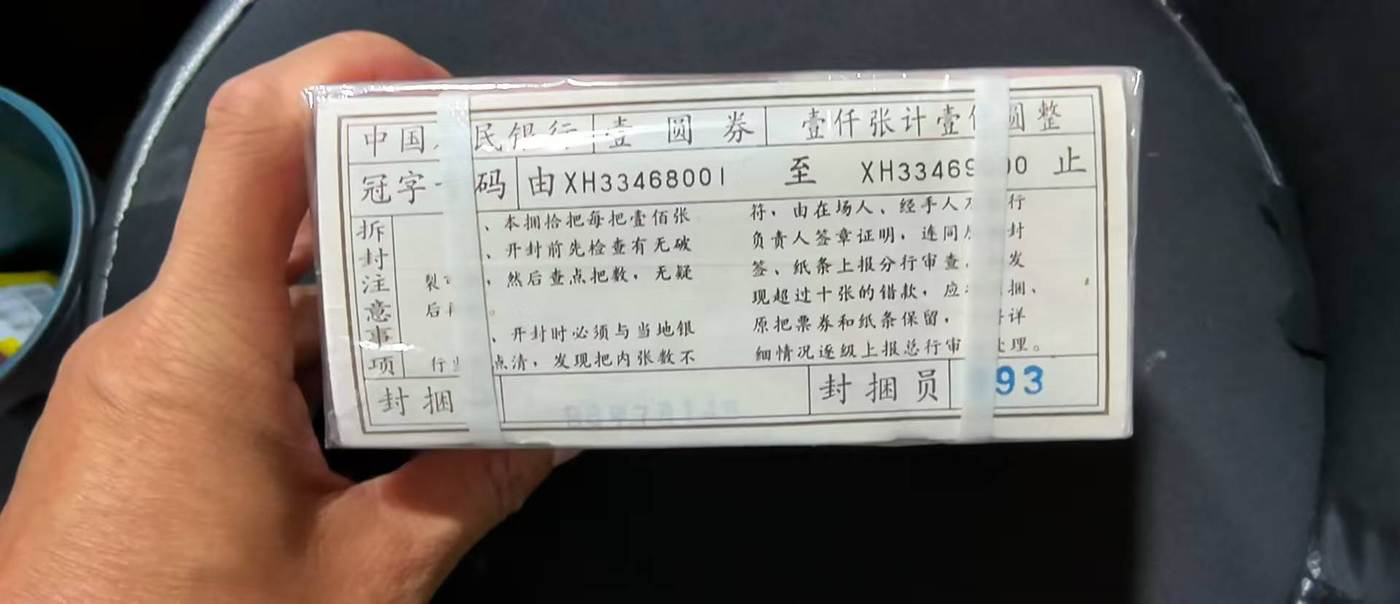 中国 民银行 壹圆券 壹仟张计壹 圆整
冠字 码 由XH33468001 至 XH33469 00 止
拆封注意事项
、本捆拾把每把壹佰张
、开封前先检查有无破
裂 ,然后查点把数,无疑
后
、开封时必须与当地银
行 点清,发现把内张数不
符,由在场人、经手人 行
负责人签章证明,连同 封
签、纸条上报分行审查。 发
现超过十张的错款,应 捆、
原把票券和纸条保留, 详
细情况逐级上报总行审 处理。
封捆 封捆员 93